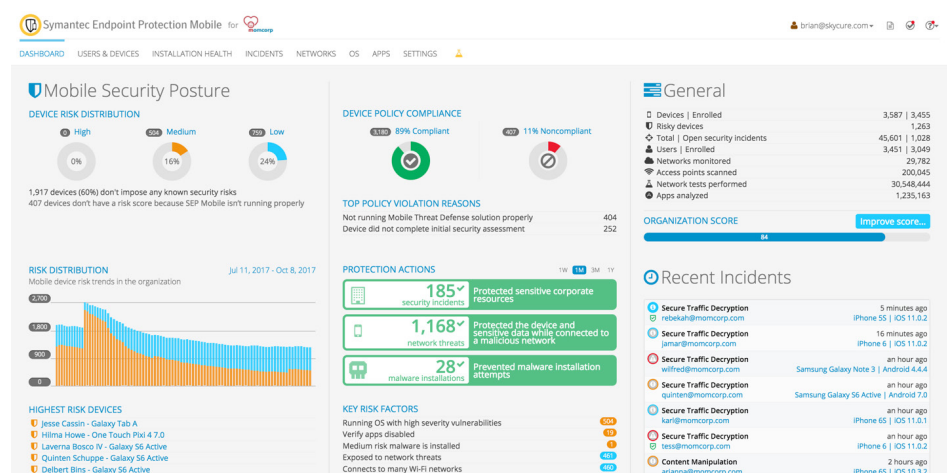 Symantec Endpoint Protection Mobile for momcorp
brian@skycure.com
DASHBOARD USERS & DEVICES INSTALLATION HEALTH INCIDENTS NETWORKS OS APPS SETTINGS
Mobile Security Posture
DEVICE RISK DISTRIBUTION
0 High 504 Medium 759 Low
0% 16% 24%
1,917 devices (60%) don't impose any known security risks
407 devices don't have a risk score because SEP Mobile isn't running properly
DEVICE POLICY COMPLIANCE
3,180 89% Compliant 407 11% Noncompliant
TOP POLICY VIOLATION REASONS
Not running Mobile Threat Defense solution properly 404
Device did not complete initial security assessment 252
General
Devices | Enrolled 3,587 | 3,455
Risky devices 1,263
Total | Open security incidents 45,601 | 1,028
Users | Enrolled 3,451 | 3,049
Networks monitored 29,782
Access points scanned 200,045
Network tests performed 30,548,444
Apps analyzed 1,235,163
ORGANIZATION SCORE Improve score...
84
RISK DISTRIBUTION Jul 11, 2017 - Oct 8, 2017
Mobile device risk trends in the organization
2,700
1,800
900
0
PROTECTION ACTIONS 1W 1M 3M 1Y
185 security incidents
Protected sensitive corporate
resources
1,168 network threats
Protected the device and
sensitive data while connected to
a malicious network
28 malware installations
Prevented malware installation
attempts
Recent Incidents
Secure Traffic Decryption 5 minutes ago
rebekah@momcorp.com iPhone 5S | iOS 11.0.2
Secure Traffic Decryption 16 minutes ago
jamar@momcorp.com iPhone 6 | iOS 11.0.2
Secure Traffic Decryption an hour ago
wilfred@momcorp.com Samsung Galaxy Note 3 | Android 4.4.4
Secure Traffic Decryption an hour ago
quinten@momcorp.com Samsung Galaxy S6 Active | Android 7.0
Secure Traffic Decryption an hour ago
karl@momcorp.com iPhone 6S | iOS 11.0.1
Secure Traffic Decryption an hour ago
tess@momcorp.com iPhone 6 | iOS 11.0.2
Content Manipulation 2 hours ago
arianna@momcorp.com iPhone 6S | iOS 10.3.2
HIGHEST RISK DEVICES
Jesse Cassin - Galaxy Tab A
Hilma Howe - One Touch Pixi 4 7.0
Laverna Bosco IV - Galaxy S6 Active
Quinten Schuppe - Galaxy S6 Active
Delbert Bins - Galaxy S6 Active
KEY RISK FACTORS
Running OS with high severity vulnerabilities 504
Verify apps disabled 19
Medium risk malware is installed 1
Exposed to network threats 461
Connects to many Wi-Fi networks 460